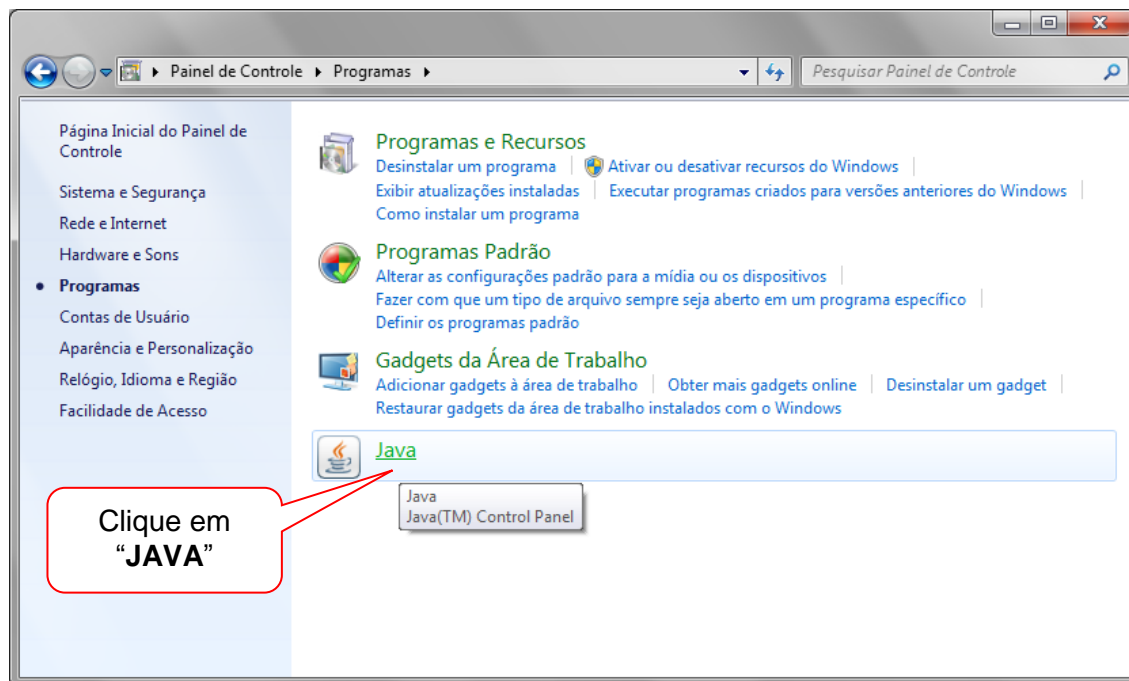 Painel de Controle Programas
Pesquisar Painel de Controle
Página Inicial do Painel de
Controle
Sistema e Segurança
Rede e Internet
Hardware e Sons
Programas
Contas de Usuário
Aparência e Personalização
Relógio, Idioma e Região
Facilidade de Acesso
Programas e Recursos
Desinstalar um programa Ativar ou desativar recursos do Windows
Exibir atualizações instaladas Executar programas criados para versões anteriores do Windows
Como instalar um programa
Programas Padrão
Alterar as configurações padrão para a mídia ou os dispositivos
Fazer com que um tipo de arquivo sempre seja aberto em um programa específico
Definir os programas padrão
Gadgets da Área de Trabalho
Adicionar gadgets à área de trabalho Obter mais gadgets online Desinstalar um gadget
Restaurar gadgets da área de trabalho instalados com o Windows
Java
Java
Java(TM) Control Panel
Clique em
“JAVA”